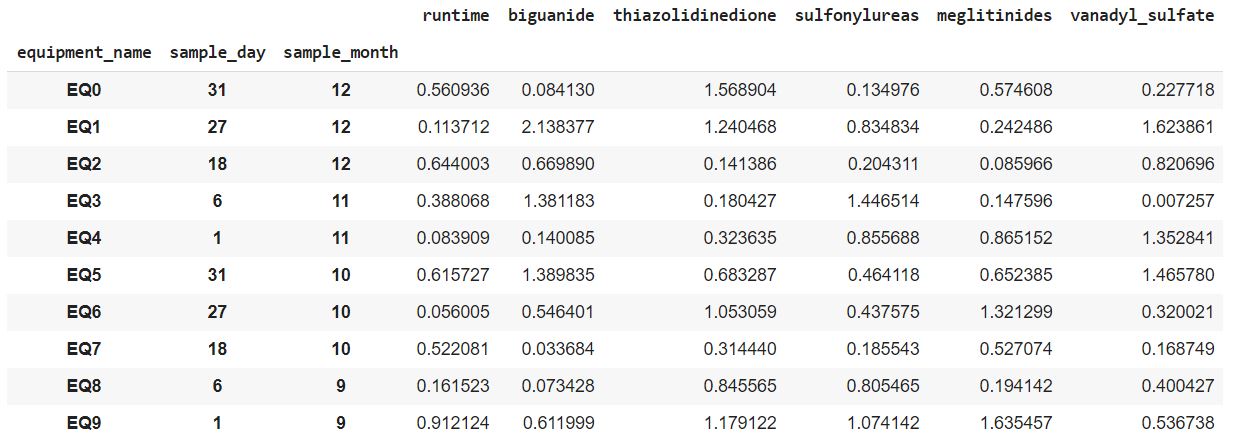 runtime biguanide thiazolidinedione sulfonylureas meglitinides vanadyl_sulfate
equipment_name sample_day sample_month
EQ0 31 12 0.560936 0.084130 1.568904 0.134976 0.574608 0.227718
EQ1 27 12 0.113712 2.138377 1.240468 0.834834 0.242486 1.623861
EQ2 18 12 0.644003 0.669890 0.141386 0.204311 0.085966 0.820696
EQ3 6 11 0.388068 1.381183 0.180427 1.446514 0.147596 0.007257
EQ4 1 11 0.083909 0.140085 0.323635 0.855688 0.865152 1.352841
EQ5 31 10 0.615727 1.389835 0.683287 0.464118 0.652385 1.465780
EQ6 27 10 0.056005 0.546401 1.053059 0.437575 1.321299 0.320021
EQ7 18 10 0.522081 0.033684 0.314440 0.185543 0.527074 0.168749
EQ8 6 9 0.161523 0.073428 0.845565 0.805465 0.194142 0.400427
EQ9 1 9 0.912124 0.611999 1.179122 1.074142 1.635457 0.536738